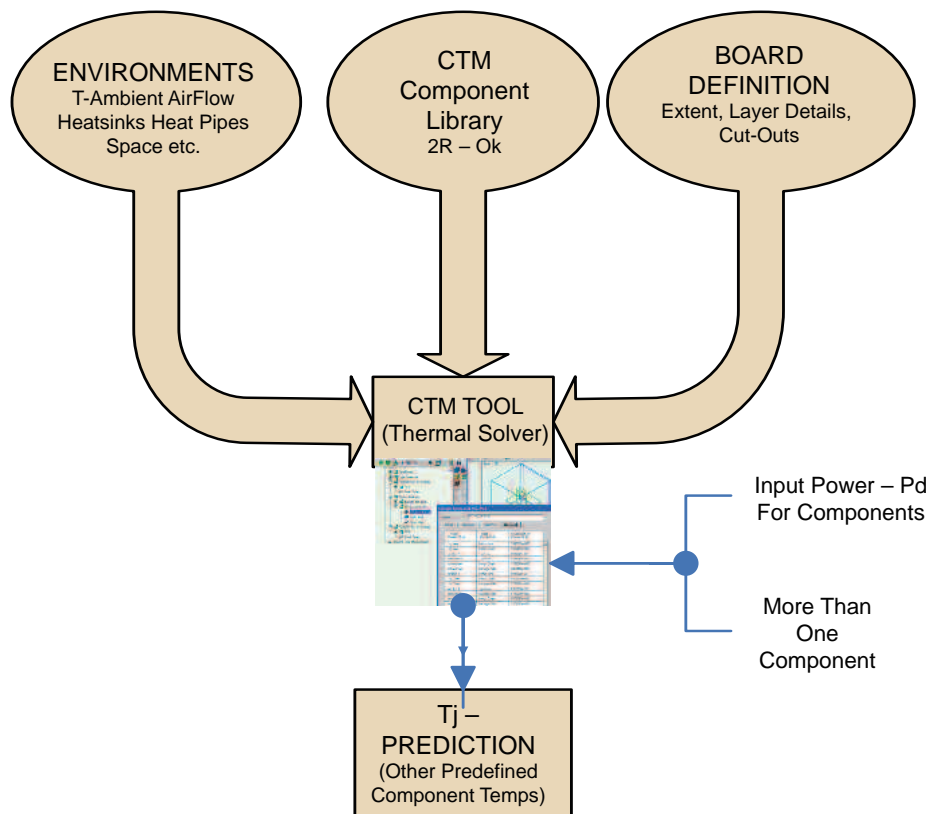 ENVIRONMENTS
T-Ambient AirFlow
Heatsinks Heat Pipes
Space etc.
CTM
Component
Library
2R – Ok
BOARD
DEFINITION
Extent, Layer Details,
Cut-Outs
CTM TOOL
(Thermal Solver)
Input Power – Pd
For Components
More Than
One
Component
Tj –
PREDICTION
(Other Predefined
Component Temps)